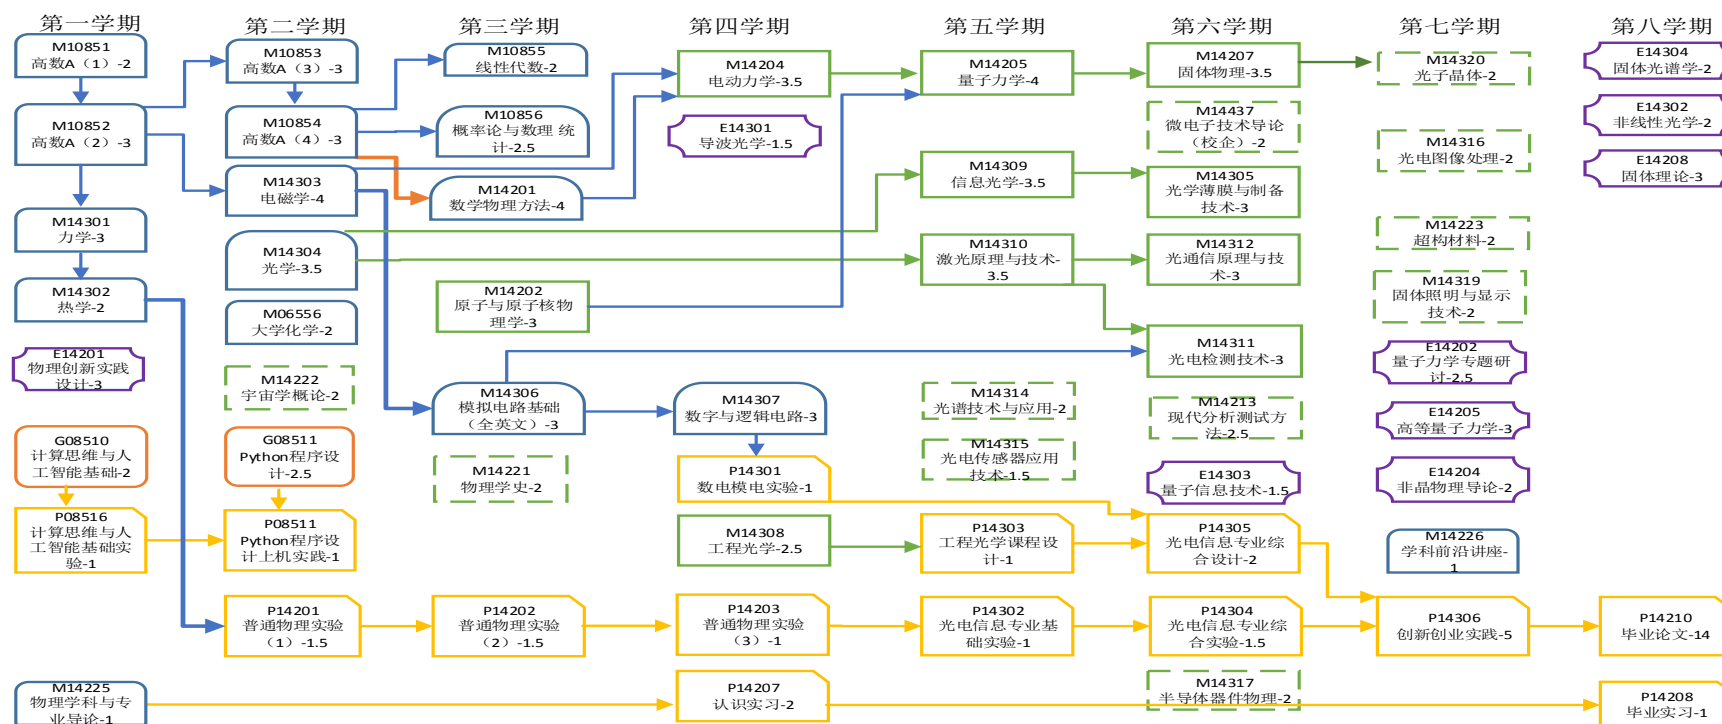 第一学期
M10851
高数A（1）-2
M10852
高数A（2）-3
M14301
力学-3
M14302
热学-2
E14201
物理创新实践
设计-3
G08510
计算思维与人
工智能基础-2
P08516
计算思维与人
工智能基础实
验-1
M14225
物理学科与专
业导论-1
第二学期
M10853
高数A（3）-3
M10854
高数A（4）-3
M14303
电磁学-4
M14304
光学-3.5
M06556
大学化学-2
M14222
宇宙学概论-2
G08511
Python程序设
计-2.5
P08511
Python程序设
计上机实践-1
P14201
普通物理实验
（1）-1.5
第三学期
M10855
线性代数-2
M10856
概率论与数理 统
计-2.5
M14201
数学物理方法-4
M14202
原子与原子核物
理学-3
M14306
模拟电路基础
（全英文）-3
M14221
物理学史-2
P14202
普通物理实验
（2）-1.5
第四学期
M14204
电动力学-3.5
E14301
导波光学-1.5
M14307
数字与逻辑电路-3
P14301
数电模电实验-1
M14308
工程光学-2.5
P14203
普通物理实验
（3）-1
P14207
认识实习-2
第五学期
M14205
量子力学-4
M14309
信息光学-3.5
M14310
激光原理与技术-
3.5
M14314
光谱技术与应用-2
M14315
光电传感器应用
技术-1.5
P14303
工程光学课程设
计-1
P14302
光电信息专业基
础实验-1
第六学期
M14207
固体物理-3.5
M14437
微电子技术导论
（校企）-2
M14305
光学薄膜与制备
技术-3
M14312
光通信原理与技
术-3
M14311
光电检测技术-3
M14213
现代分析测试方
法-2.5
E14303
量子信息技术-1.5
P14305
光电信息专业综
合设计-2
P14304
光电信息专业综
合实验-1.5
M14317
半导体器件物理-2
第七学期
M14320
光子晶体-2
M14316
光电图像处理-2
M14223
超构材料-2
M14319
固体照明与显示
技术-2
E14202
量子力学专题研
讨-2.5
E14205
高等量子力学-3
E14204
非晶物理导论-2
M14226
学科前沿讲座-
1
P14306
创新创业实践-5
第八学期
E14304
固体光谱学-2
E14302
非线性光学-2
E14208
固体理论-3
P14210
毕业论文-14
P14208
毕业实习-1